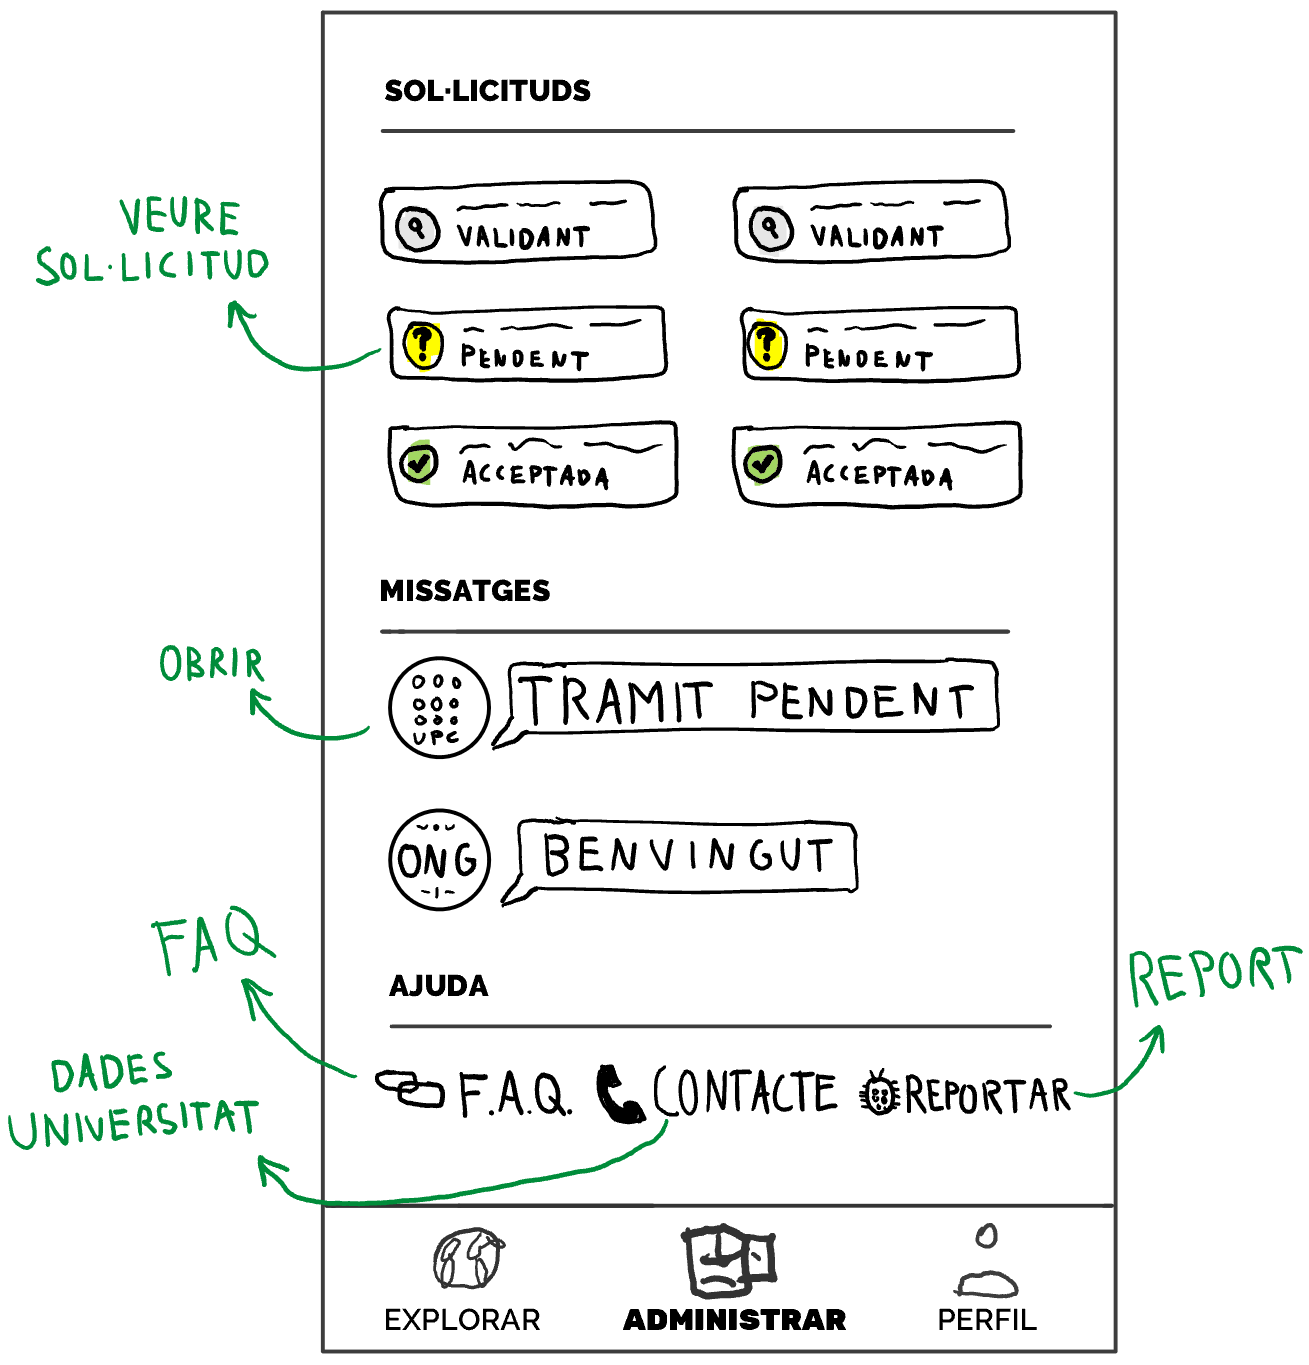 SOL·LICITUDS
VEURE
SOL·LICITUD
VALIDANT
VALIDANT
PENDENT
PENDENT
ACCEPTADA
ACCEPTADA
MISSATGES
OBRIR
UPC
TRAMIT PENDENT
ONG
BENVINGUT
FAQ
AJUDA
REPORT
DADES
UNIVERSITAT
F.A.Q.
CONTACTE
REPORTAR
EXPLORAR
ADMINISTRAR
PERFIL